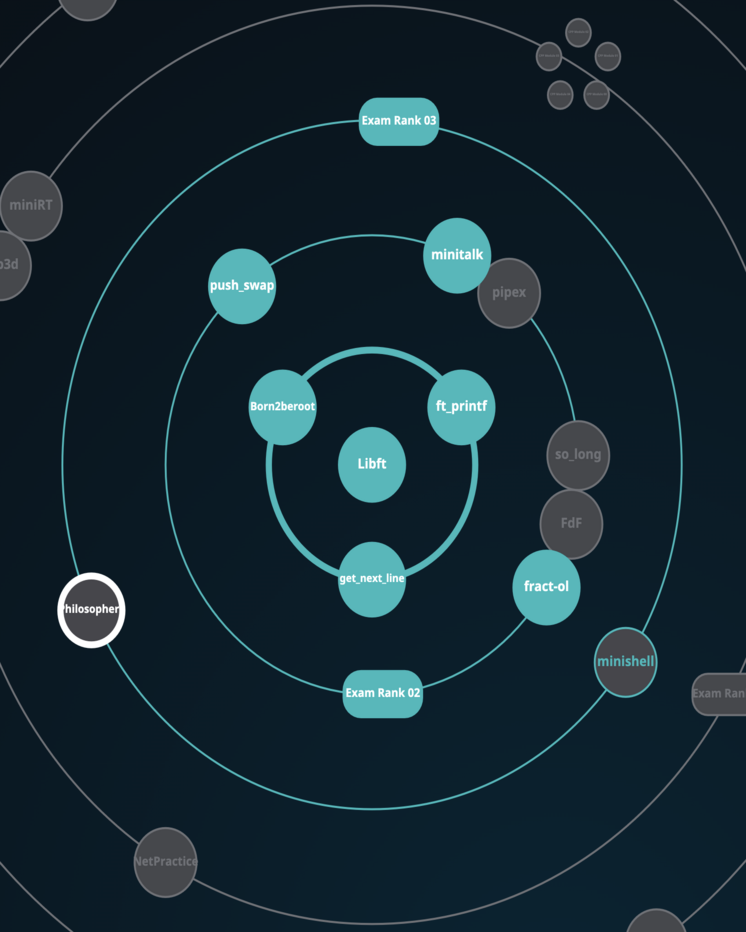 Exam Rank 03
miniRT
minitalk
b3d
push_swap
pipex
Born2beroot
ft_printf
so_long
Libft
FdF
get_next_line
fract-ol
hilosopher
minishell
Exam Rank 02
Exam Ran
NetPractice